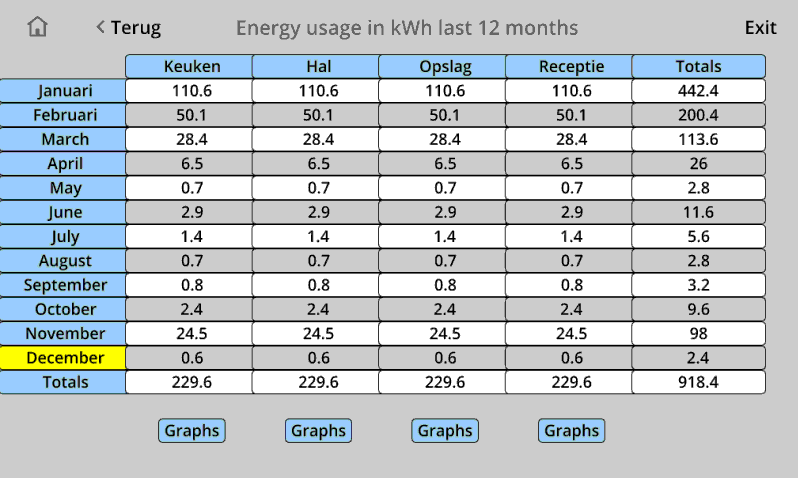 < Terug Energy usage in kWh last 12 months Exit
Keuken Hal Opslag Receptie Totals
Januari 110.6 110.6 110.6 110.6 442.4
Februari 50.1 50.1 50.1 50.1 200.4
March 28.4 28.4 28.4 28.4 113.6
April 6.5 6.5 6.5 6.5 26
May 0.7 0.7 0.7 0.7 2.8
June 2.9 2.9 2.9 2.9 11.6
July 1.4 1.4 1.4 1.4 5.6
August 0.7 0.7 0.7 0.7 2.8
September 0.8 0.8 0.8 0.8 3.2
October 2.4 2.4 2.4 2.4 9.6
November 24.5 24.5 24.5 24.5 98
December 0.6 0.6 0.6 0.6 2.4
Totals 229.6 229.6 229.6 229.6 918.4
Graphs Graphs Graphs Graphs